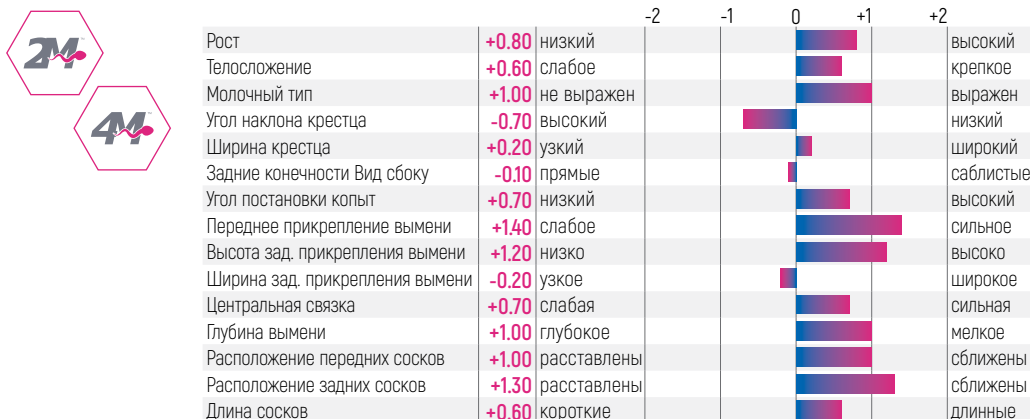 2M™
4M™
-2 -1 0 +1 +2
Рост +0.80 низкий высокий
Телосложение +0.60 слабое крепкое
Молочный тип +1.00 не выражен выражен
Угол наклона крестца -0.70 высокий низкий
Ширина крестца +0.20 узкий широкий
Задние конечности Вид сбоку -0.10 прямые саблистые
Угол постановки копыт +0.70 низкий высокий
Переднее прикрепление вымени +1.40 слабое сильное
Высота зад. прикрепления вымени +1.20 низко высоко
Ширина зад. прикрепления вымени -0.20 узкое широкое
Центральная связка +0.70 слабая сильная
Глубина вымени +1.00 глубокое мелкое
Расположение передних сосков +1.00 расставлены сближены
Расположение задних сосков +1.30 расставлены сближены
Длина сосков +0.60 короткие длинные